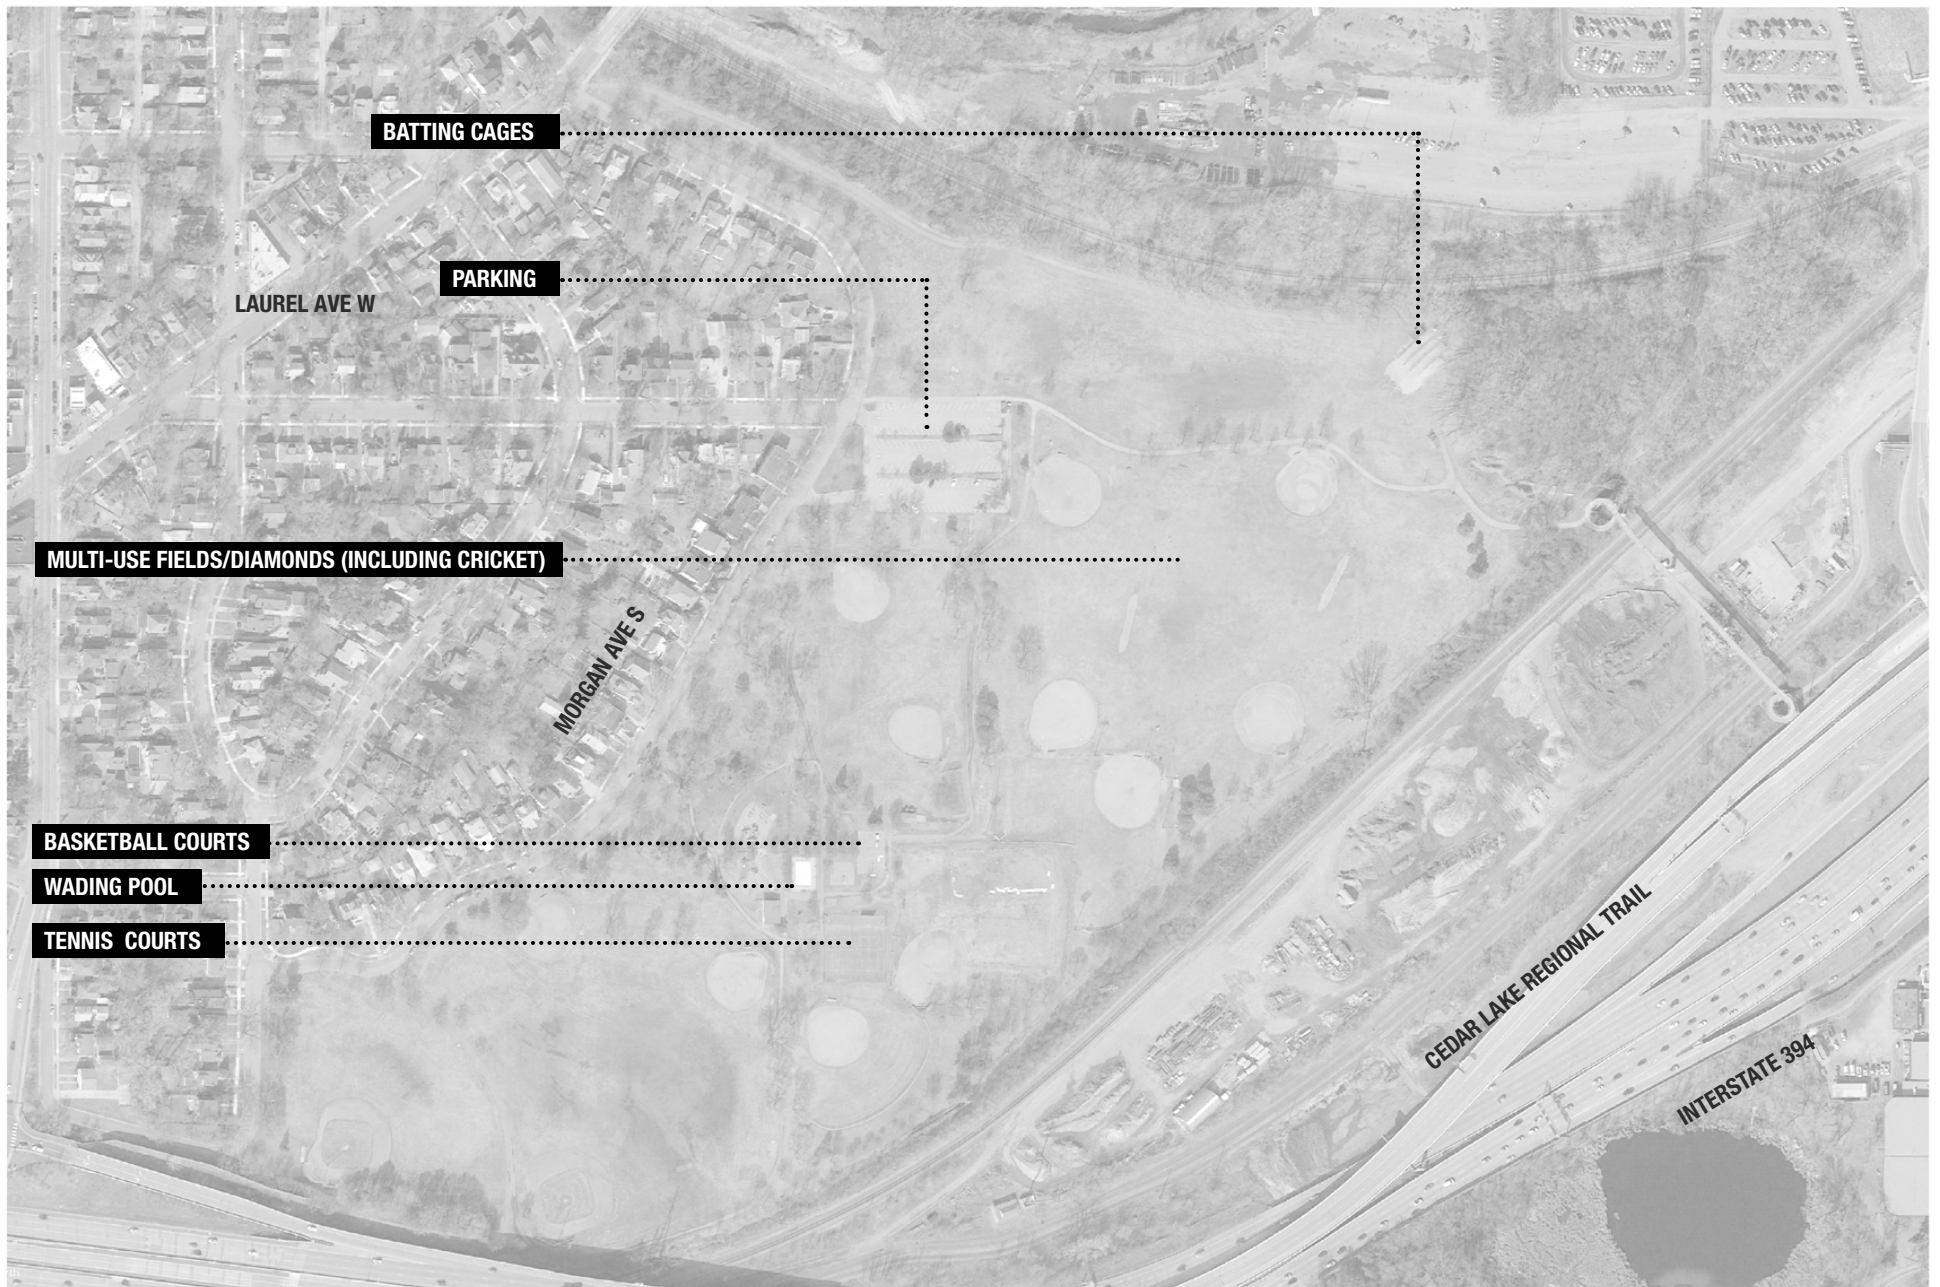 BATTING CAGES
PARKING
LAUREL AVE W
MULTI-USE FIELDS/DIAMONDS (INCLUDING CRICKET)
MORGAN AVE S
BASKETBALL COURTS
WADING POOL
TENNIS COURTS
CEDAR LAKE REGIONAL TRAIL
INTERSTATE 394